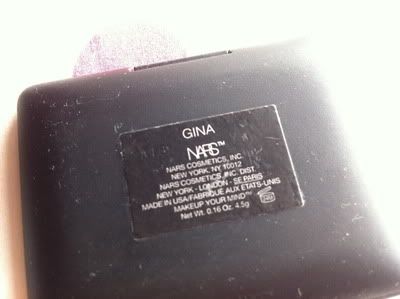 GINA
NARS™
NARS COSMETICS, INC.
NEW YORK, NY 10012
NARS COSMETICS, INC. DIST.
NEW YORK - LONDON - SE PARIS
MADE IN USA/FABRIQUE AUX ETATS-UNIS
MAKEUP YOUR MIND™
Net Wt. 0.16 Oz. 4.5g